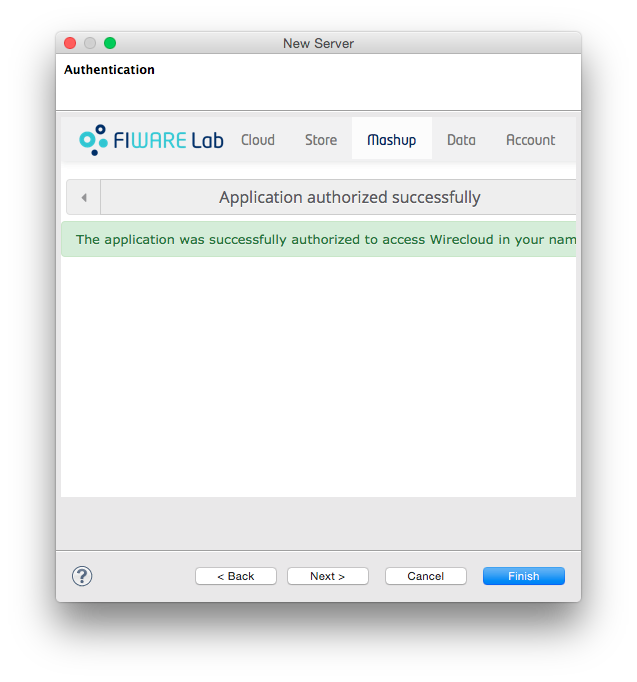 New Server
Authentication
FIWARE Lab Cloud Store Mashup Data Account
Application authorized successfully
The application was successfully authorized to access Wirecloud in your nam
? < Back Next > Cancel Finish